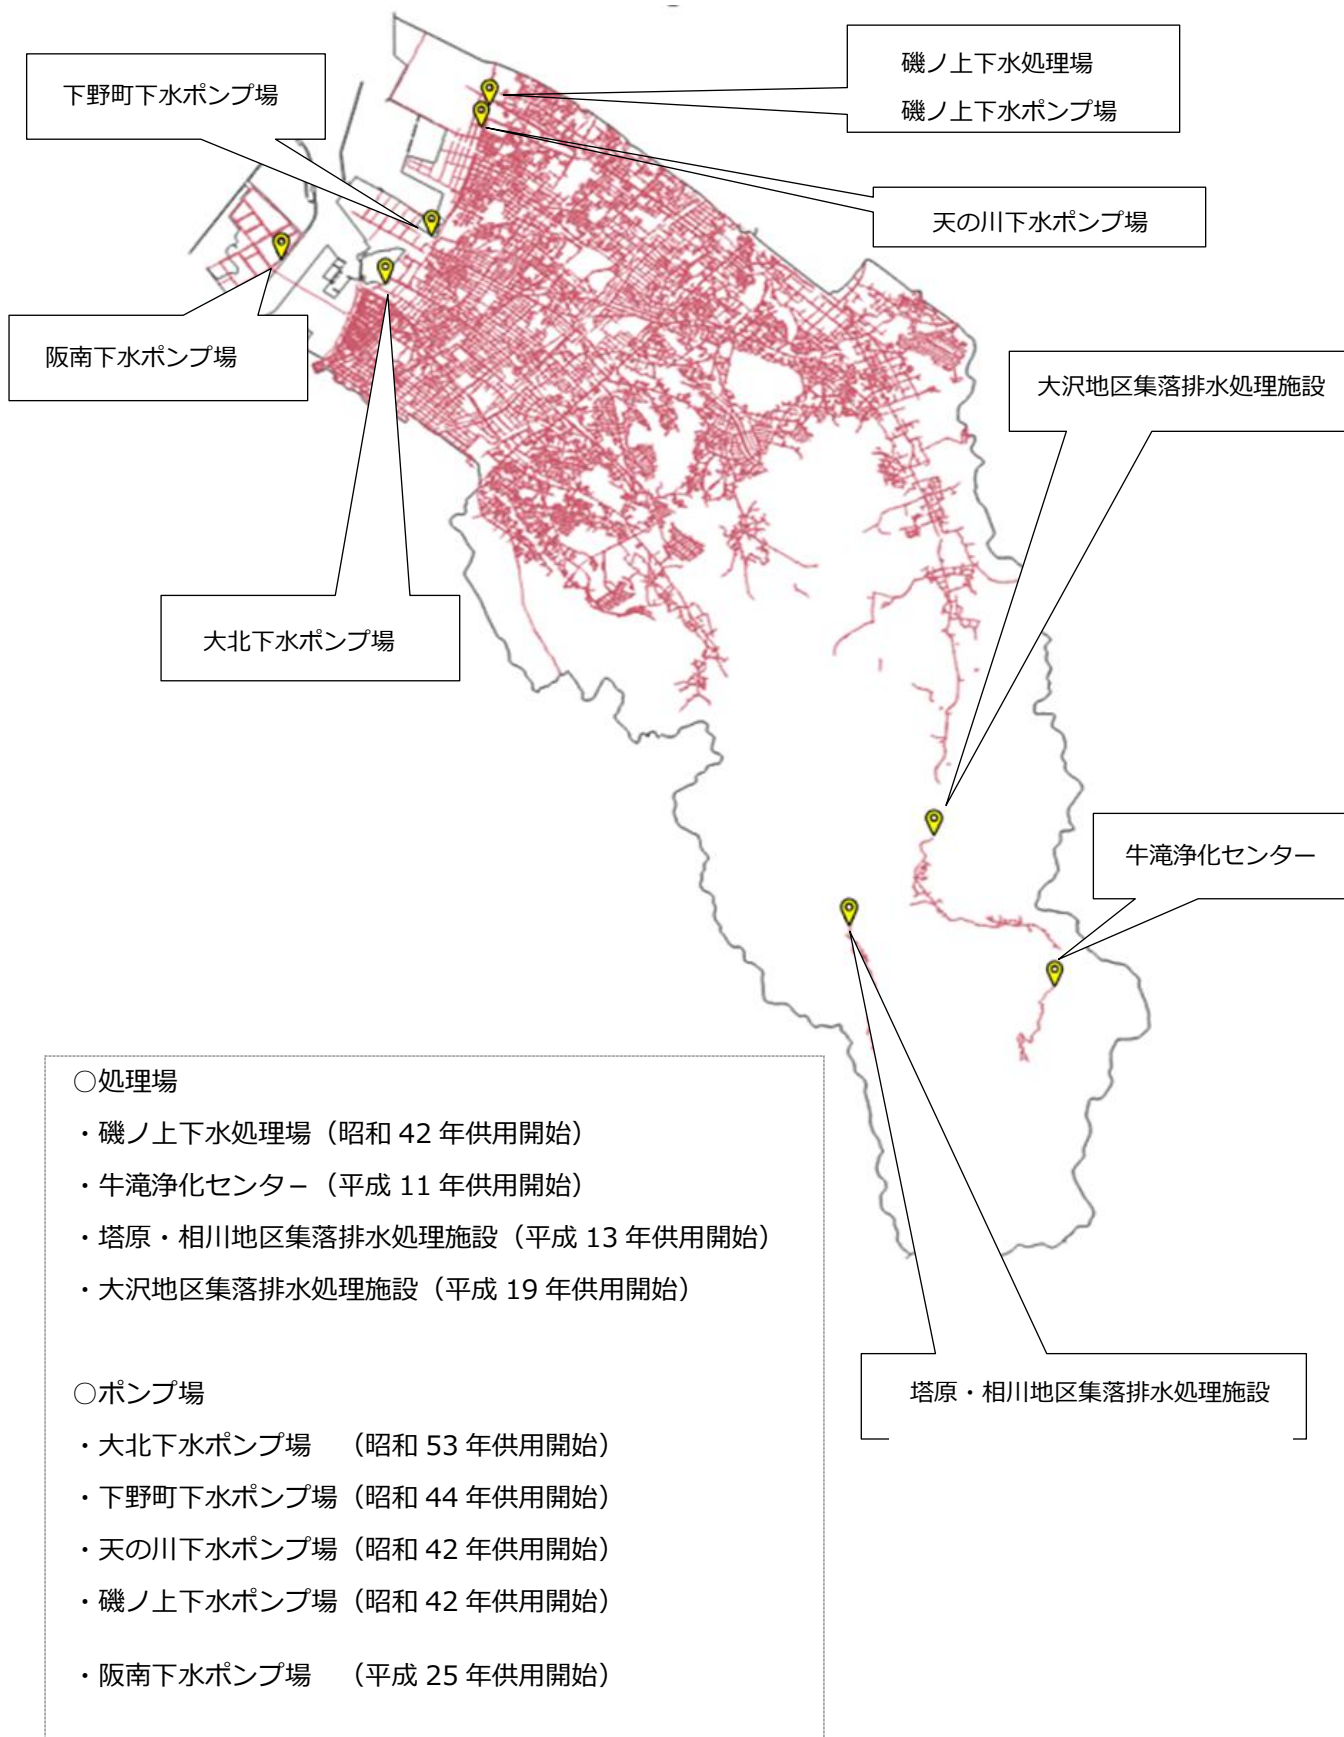 磯ノ上下水処理場
磯ノ上下水ポンプ場
下野町下水ポンプ場
天の川下水ポンプ場
阪南下水ポンプ場
大沢地区集落排水処理施設
大北下水ポンプ場
牛滝浄化センター
○処理場
・磯ノ上下水処理場（昭和 42 年供用開始）
・牛滝浄化センタ－（平成 11 年供用開始）
・塔原・相川地区集落排水処理施設（平成 13 年供用開始）
・大沢地区集落排水処理施設（平成 19 年供用開始）
○ポンプ場
・大北下水ポンプ場　（昭和 53 年供用開始）
・下野町下水ポンプ場（昭和 44 年供用開始）
・天の川下水ポンプ場（昭和 42 年供用開始）
・磯ノ上下水ポンプ場（昭和 42 年供用開始）
・阪南下水ポンプ場　（平成 25 年供用開始）
塔原・相川地区集落排水処理施設